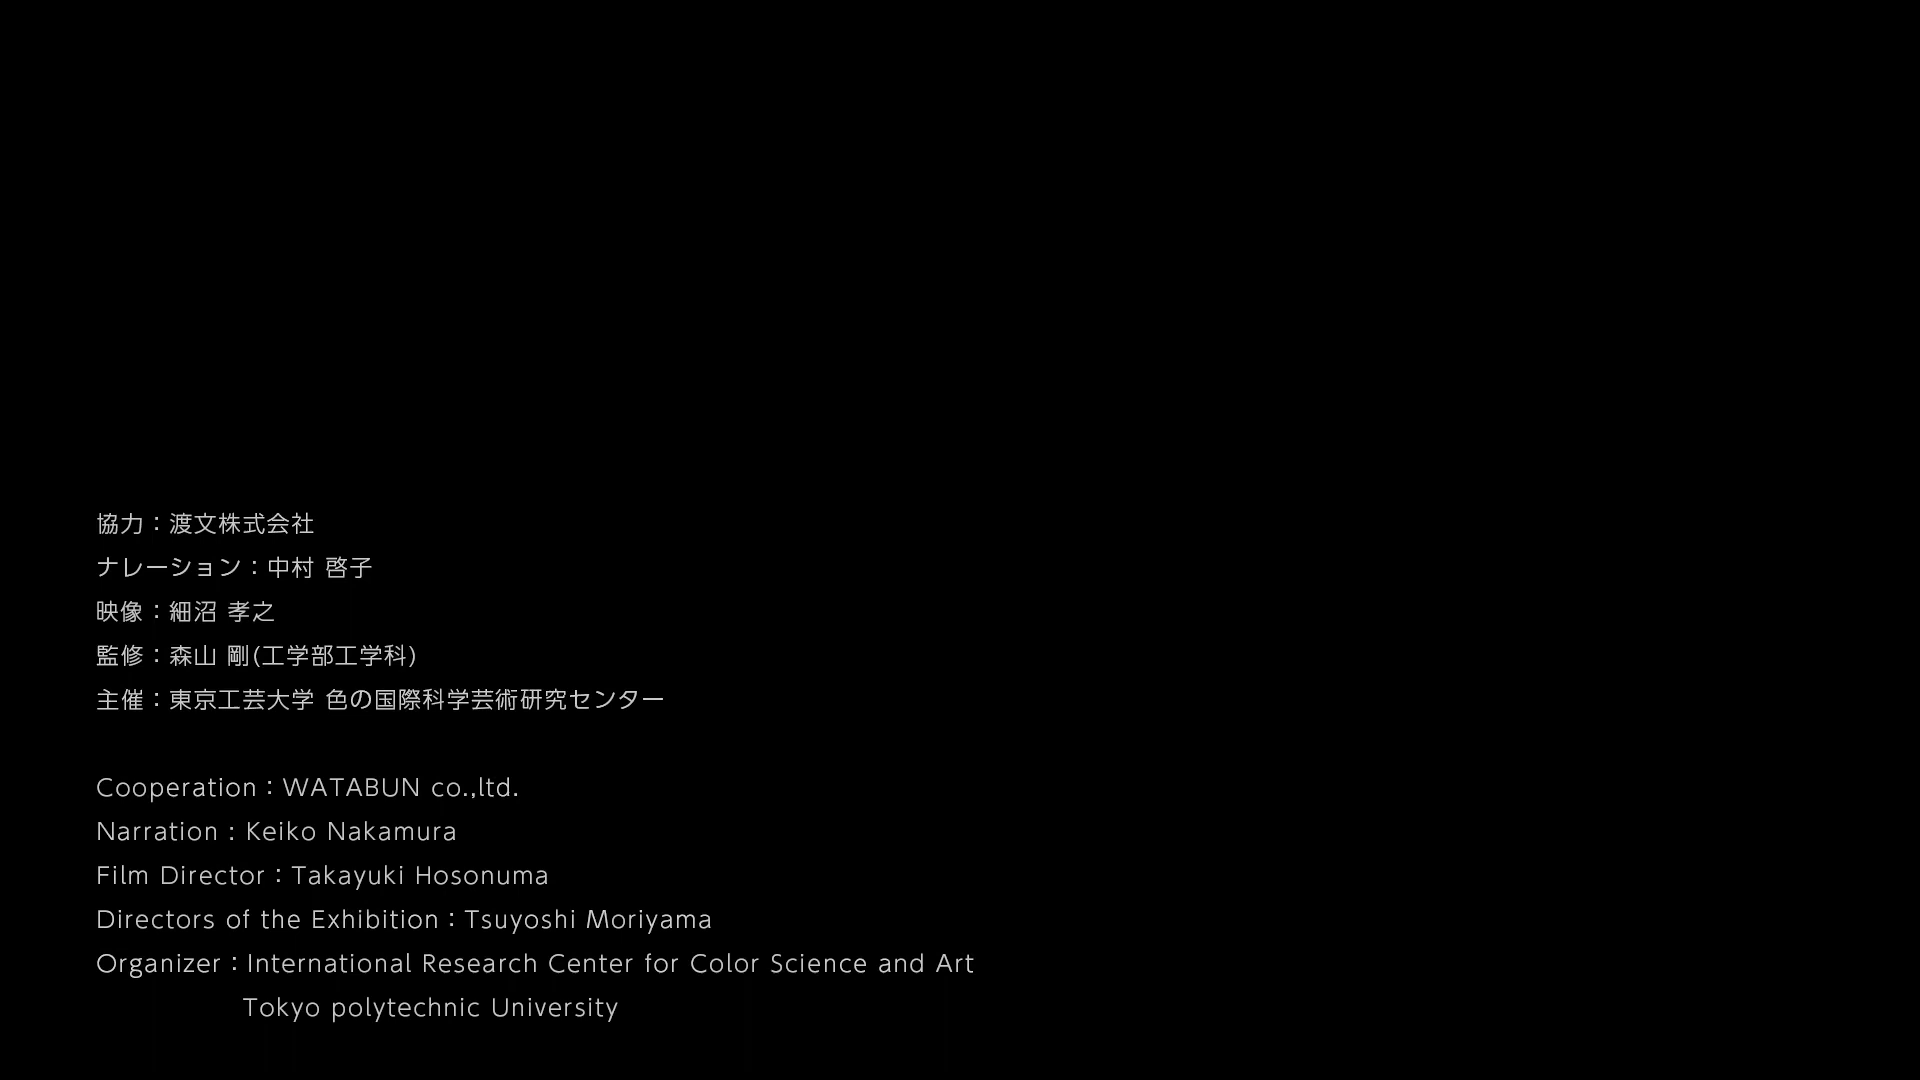 協力：渡文株式会社
ナレーション：中村 啓子
映像：細沼 孝之
監修：森山 剛(工学部工学科)
主催：東京工芸大学 色の国際科学芸術研究センター
Cooperation：WATABUN co.,ltd.
Narration : Keiko Nakamura
Film Director：Takayuki Hosonuma
Directors of the Exhibition：Tsuyoshi Moriyama
Organizer：International Research Center for Color Science and Art
Tokyo polytechnic University